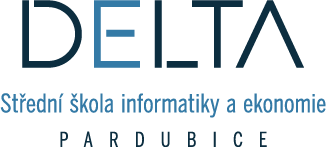 DELTA
Střední škola informatiky a ekonomie
PARDUBICE